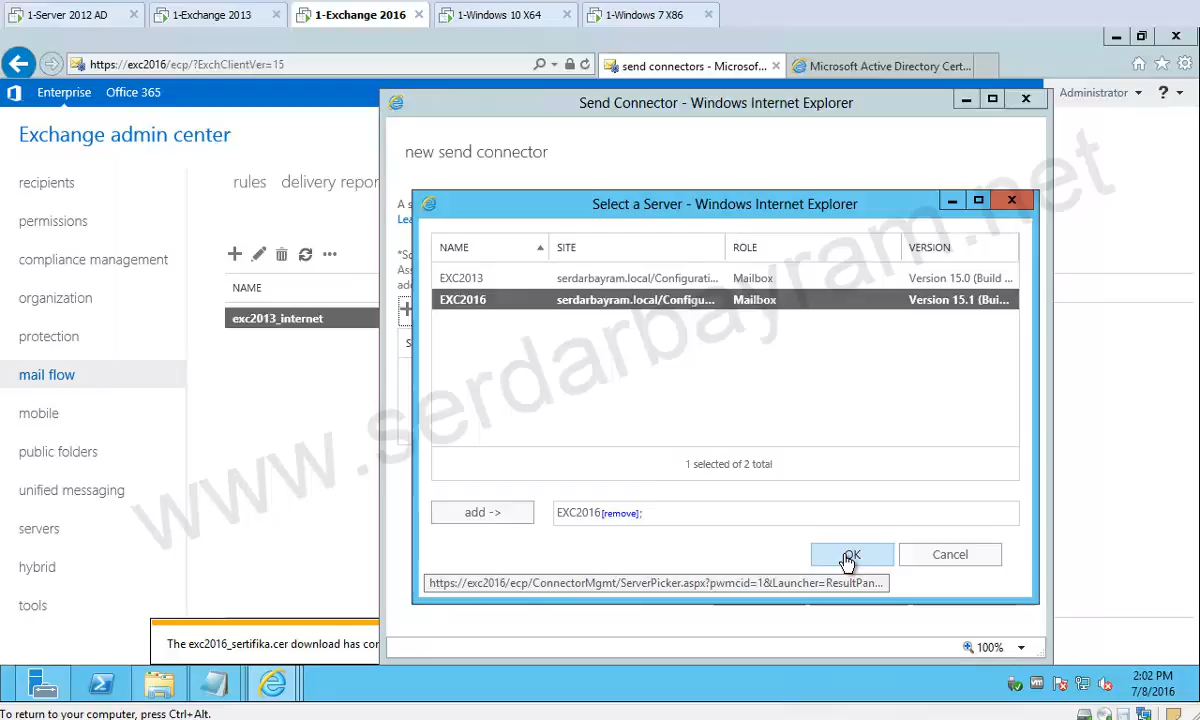 1-Server 2012 AD
1-Exchange 2013
1-Exchange 2016
1-Windows 10 X64
1-Windows 7 X86
https://exc2016/ecp/?ExchClientVer=15
send connectors - Microsof...
Microsoft Active Directory Cert...
Enterprise
Office 365
Administrator
?
Exchange admin center
recipients
permissions
compliance management
organization
protection
mail flow
mobile
public folders
unified messaging
servers
hybrid
tools
rules
delivery repor
NAME
exc2013_internet
Send Connector - Windows Internet Explorer
new send connector
A s
Lea
*So
Ass
add
S
Select a Server - Windows Internet Explorer
NAME SITE ROLE VERSION
EXC2013 serdarbayram.local/Configurati... Mailbox Version 15.0 (Build ...
EXC2016 serdarbayram.local/Configu... Mailbox Version 15.1 (Bui...
1 selected of 2 total
add ->
EXC2016[remove];
OK
Cancel
https://exc2016/ecp/ConnectorMgmt/ServerPicker.aspx?pwmcid=1&Launcher=ResultPan...
The exc2016_sertifika.cer download has con
100%
www.serdarbayram.net
2:02 PM
7/8/2016
To return to your computer, press Ctrl+Alt.